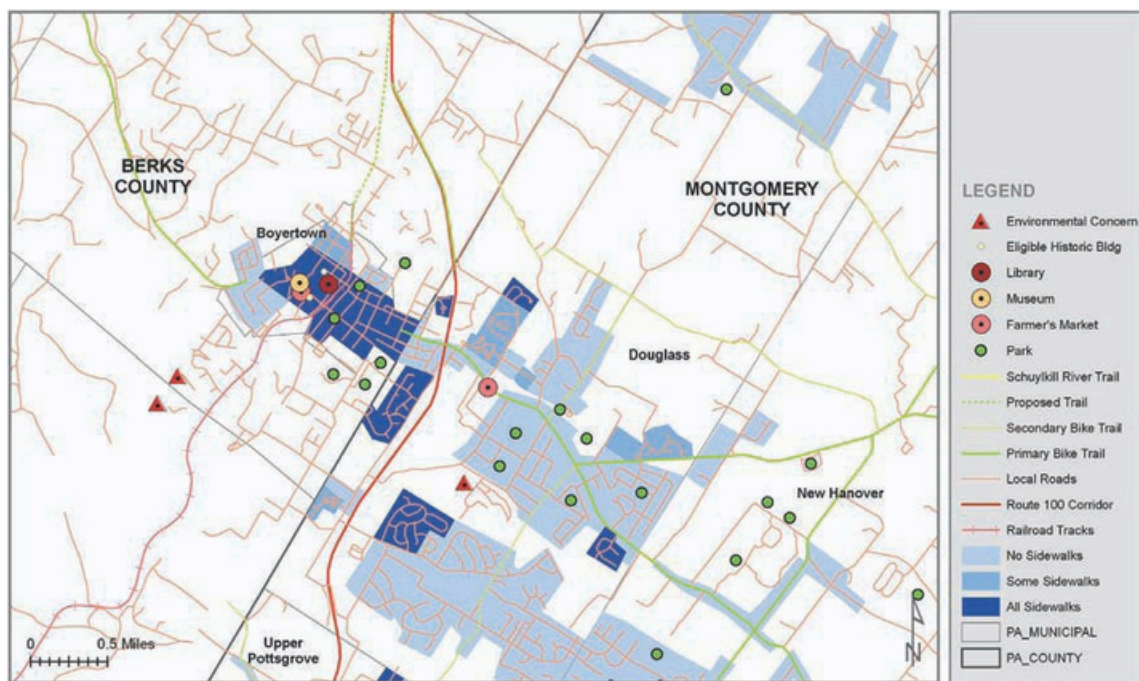 BERKS
COUNTY
MONTGOMERY
COUNTY
Boyertown
Douglass
New Hanover
Upper
Pottsgrove
0 0.5 Miles
N
LEGEND
Environmental Concern
Eligible Historic Bldg
Library
Museum
Farmer's Market
Park
Schuylkill River Trail
Proposed Trail
Secondary Bike Trail
Primary Bike Trail
Local Roads
Route 100 Corridor
Railroad Tracks
No Sidewalks
Some Sidewalks
All Sidewalks
PA_MUNICIPAL
PA_COUNTY